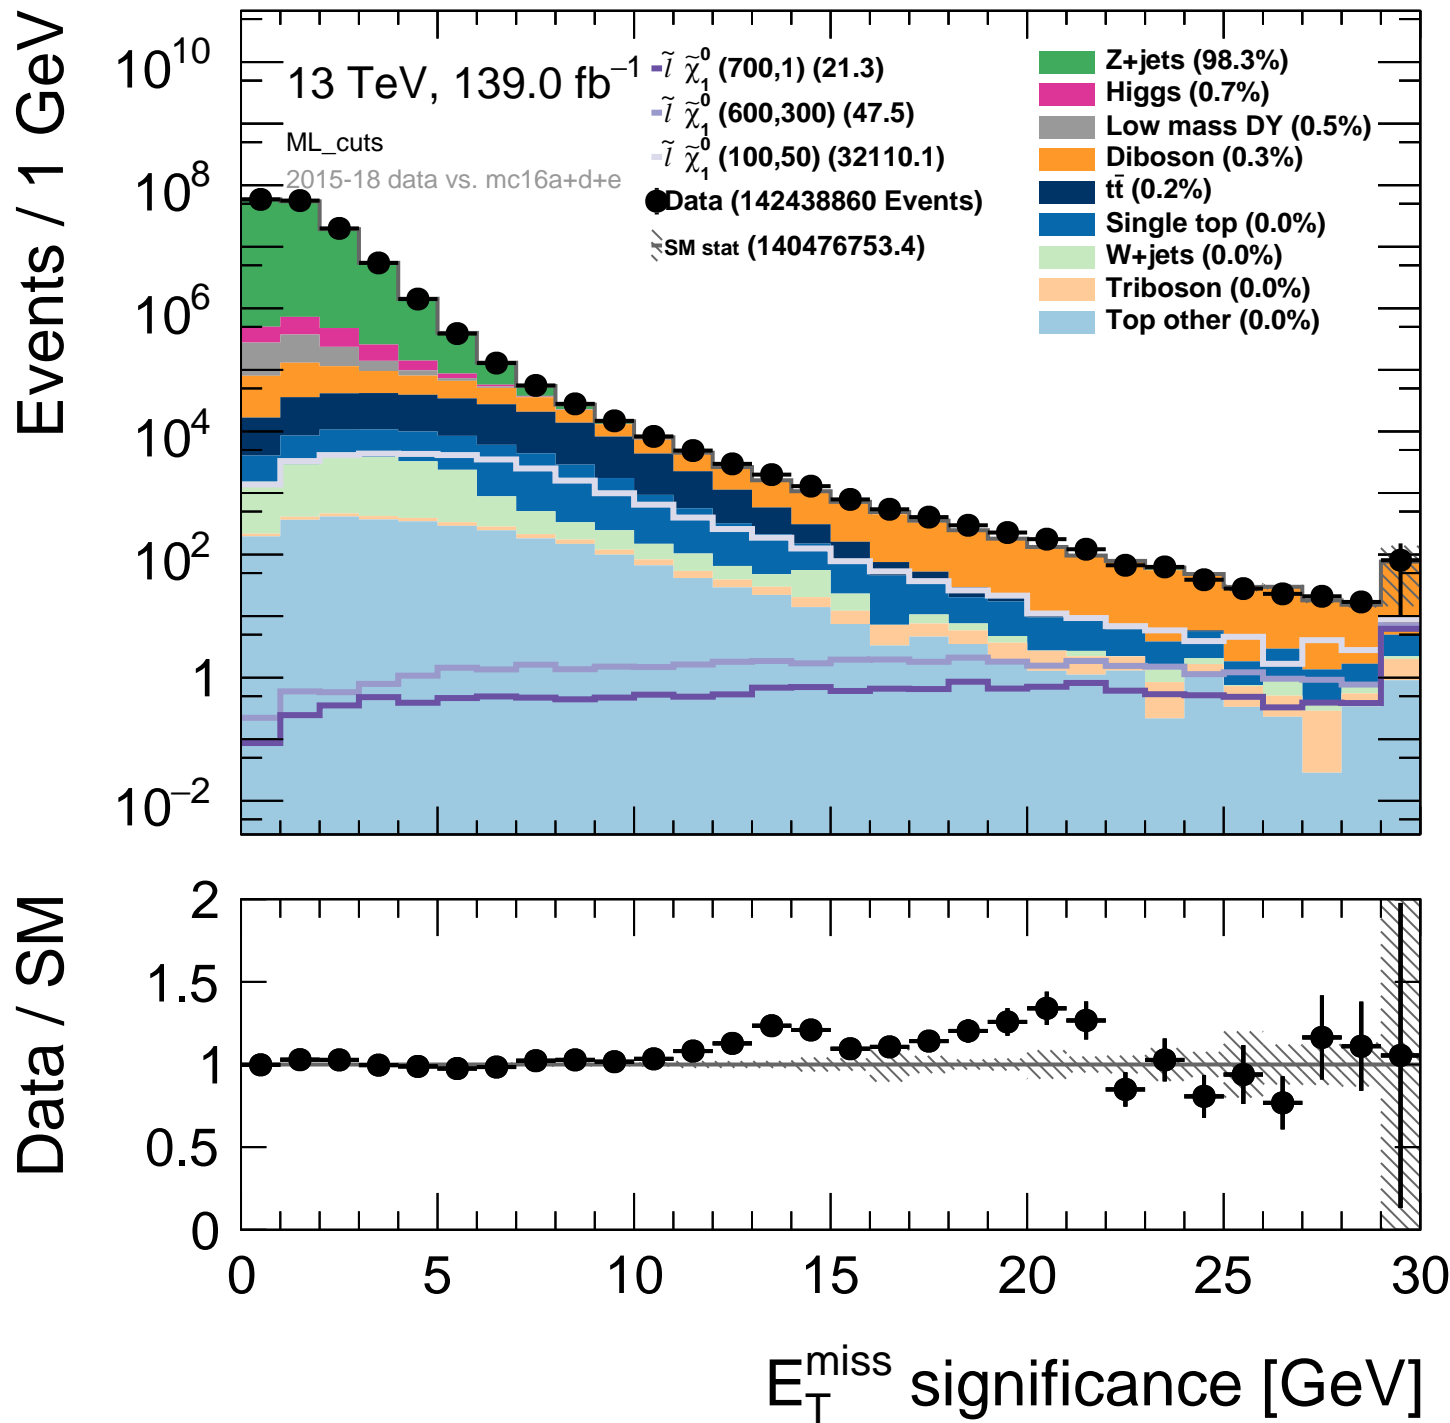 Events / 1 GeV
10¹⁰
10⁸
10⁶
10⁴
10²
1
10⁻²
13 TeV, 139.0 fb⁻¹
ML_cuts
2015-18 data vs. mc16a+d+e
l̃ χ̃₁⁰ (700,1) (21.3)
l̃ χ̃₁⁰ (600,300) (47.5)
l̃ χ̃₁⁰ (100,50) (32110.1)
Data (142438860 Events)
SM stat (140476753.4)
Z+jets (98.3%)
Higgs (0.7%)
Low mass DY (0.5%)
Diboson (0.3%)
tt̄ (0.2%)
Single top (0.0%)
W+jets (0.0%)
Triboson (0.0%)
Top other (0.0%)
Data / SM
2
1.5
1
0.5
0
0 5 10 15 20 25 30
E_T^miss significance [GeV]